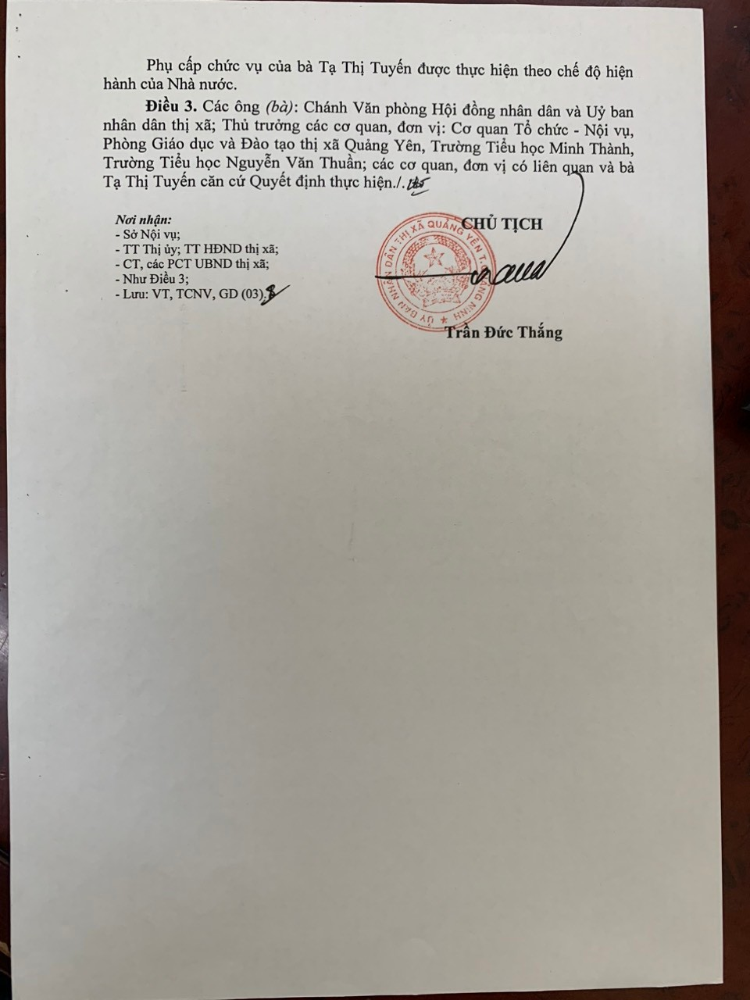 Phụ cấp chức vụ của bà Tạ Thị Tuyến được thực hiện theo chế độ hiện
hành của Nhà nước.
Điều 3. Các ông (bà): Chánh Văn phòng Hội đồng nhân dân và Uỷ ban
nhân dân thị xã; Thủ trưởng các cơ quan, đơn vị: Cơ quan Tổ chức - Nội vụ,
Phòng Giáo dục và Đào tạo thị xã Quảng Yên, Trường Tiểu học Minh Thành,
Trường Tiểu học Nguyễn Văn Thuần; các cơ quan, đơn vị có liên quan và bà
Tạ Thị Tuyến căn cứ Quyết định thực hiện./.
Nơi nhận:
- Sở Nội vụ;
- TT Thị ủy; TT HĐND thị xã;
- CT, các PCT UBND thị xã;
- Như Điều 3;
- Lưu: VT, TCNV, GD (03).
CHỦ TỊCH
ỦY BAN NHÂN DÂN THỊ XÃ QUẢNG YÊN T. QUẢNG NINH
Trần Đức Thắng